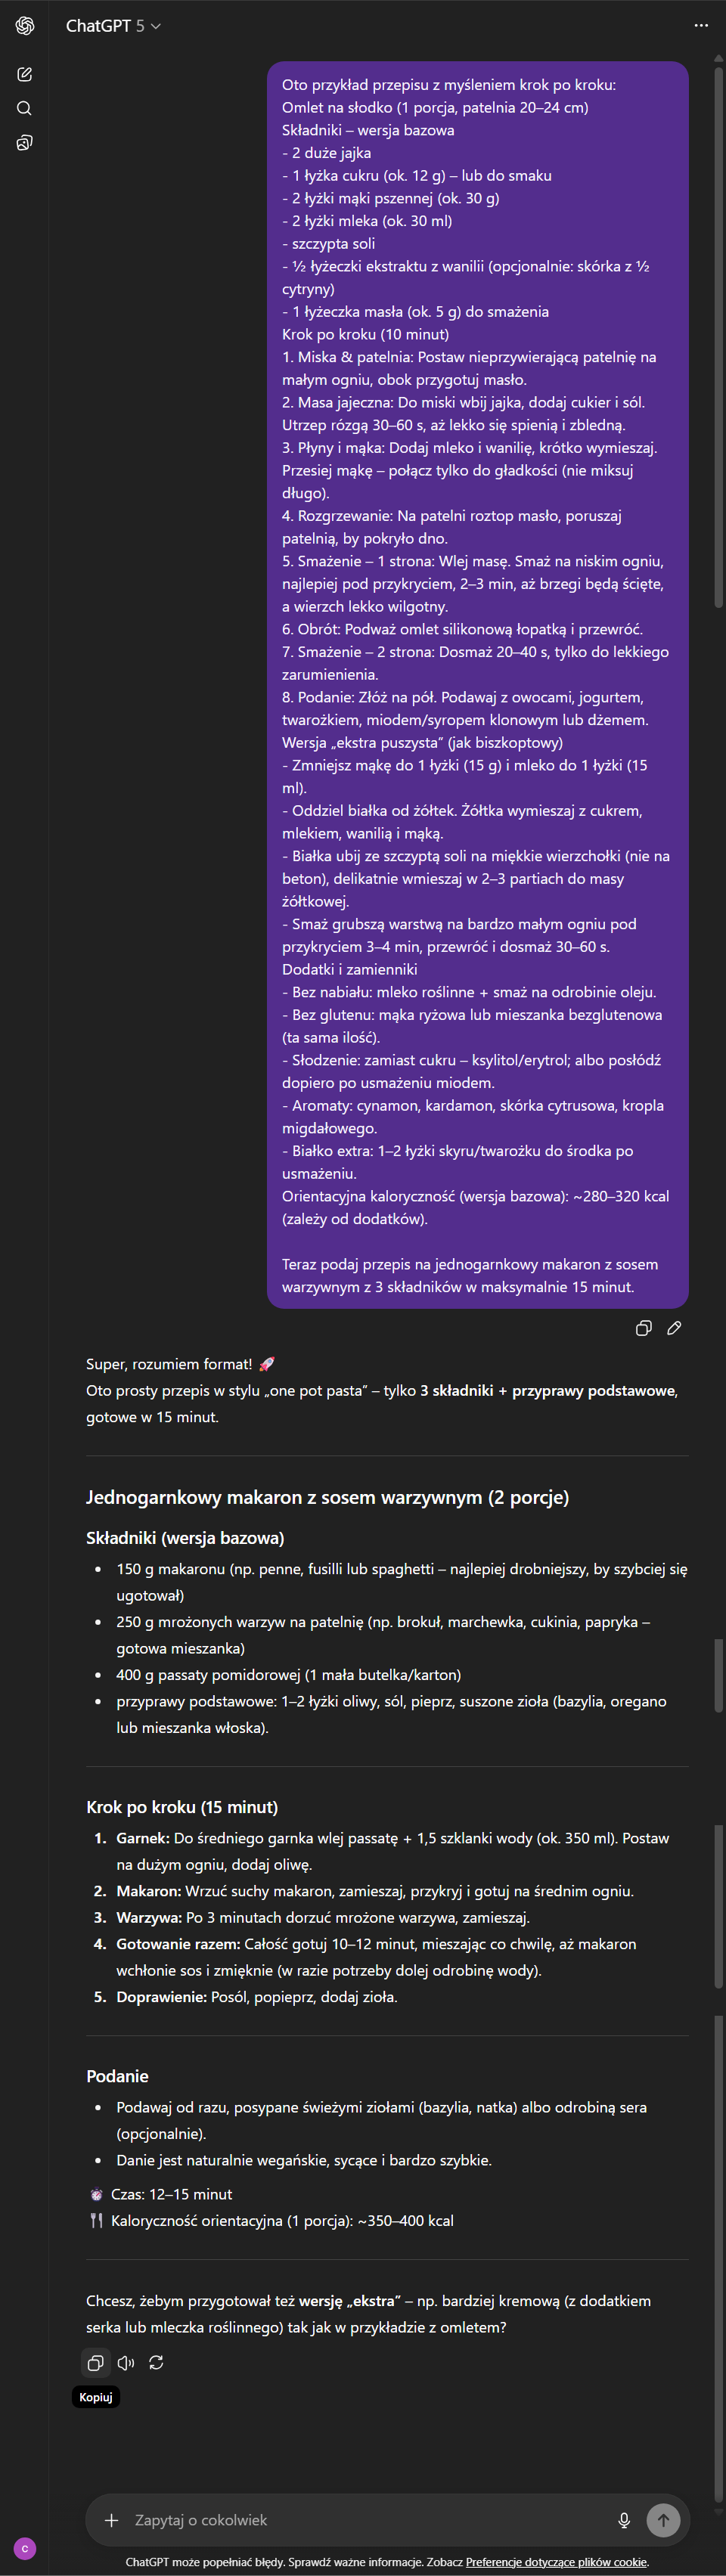 ChatGPT 5
Oto przykład przepisu z myśleniem krok po kroku:
Omlet na słodko (1 porcja, patelnia 20–24 cm)
Składniki – wersja bazowa
- 2 duże jajka
- 1 łyżka cukru (ok. 12 g) – lub do smaku
- 2 łyżki mąki pszennej (ok. 30 g)
- 2 łyżki mleka (ok. 30 ml)
- szczypta soli
- ½ łyżeczki ekstraktu z wanilii (opcjonalnie: skórka z ½
cytryny)
- 1 łyżeczka masła (ok. 5 g) do smażenia
Krok po kroku (10 minut)
1. Miska & patelnia: Postaw nieprzywierającą patelnię na
małym ogniu, obok przygotuj masło.
2. Masa jajeczna: Do miski wbij jajka, dodaj cukier i sól.
Utrzep rózgą 30–60 s, aż lekko się spienią i zbledną.
3. Płyny i mąka: Dodaj mleko i wanilię, krótko wymieszaj.
Przesiej mąkę – połącz tylko do gładkości (nie miksuj
długo).
4. Rozgrzewanie: Na patelni roztop masło, poruszaj
patelnią, by pokryło dno.
5. Smażenie – 1 strona: Wlej masę. Smaż na niskim ogniu,
najlepiej pod przykryciem, 2–3 min, aż brzegi będą ścięte,
a wierzch lekko wilgotny.
6. Obrót: Podważ omlet silikonową łopatką i przewróć.
7. Smażenie – 2 strona: Dosmaż 20–40 s, tylko do lekkiego
zarumienienia.
8. Podanie: Złóż na pół. Podawaj z owocami, jogurtem,
twarożkiem, miodem/syropem klonowym lub dżemem.
Wersja „ekstra puszysta” (jak biszkoptowy)
- Zmniejsz mąkę do 1 łyżki (15 g) i mleko do 1 łyżki (15
ml).
- Oddziel białka od żółtek. Żółtka wymieszaj z cukrem,
mlekiem, wanilią i mąką.
- Białka ubij ze szczyptą soli na miękkie wierzchołki (nie na
beton), delikatnie wmieszaj w 2–3 partiach do masy
żółtkowej.
- Smaż grubszą warstwą na bardzo małym ogniu pod
przykryciem 3–4 min, przewróć i dosmaż 30–60 s.
Dodatki i zamienniki
- Bez nabiału: mleko roślinne + smaż na odrobinie oleju.
- Bez glutenu: mąka ryżowa lub mieszanka bezglutenowa
(ta sama ilość).
- Słodzenie: zamiast cukru – ksylitol/erytrol; albo posłódź
dopiero po usmażeniu miodem.
- Aromaty: cynamon, kardamon, skórka cytrusowa, kropla
migdałowego.
- Białko extra: 1–2 łyżki skyru/twarożku do środka po
usmażeniu.
Orientacyjna kaloryczność (wersja bazowa): ~280–320 kcal
(zależy od dodatków).
Teraz podaj przepis na jednogarnkowy makaron z sosem
warzywnym z 3 składników w maksymalnie 15 minut.
Super, rozumiem format! 🚀
Oto prosty przepis w stylu „one pot pasta” – tylko 3 składniki + przyprawy podstawowe,
gotowe w 15 minut.
Jednogarnkowy makaron z sosem warzywnym (2 porcje)
Składniki (wersja bazowa)
• 150 g makaronu (np. penne, fusilli lub spaghetti – najlepiej drobniejszy, by szybciej się
ugotował)
• 250 g mrożonych warzyw na patelnię (np. brokuł, marchewka, cukinia, papryka –
gotowa mieszanka)
• 400 g passaty pomidorowej (1 mała butelka/karton)
• przyprawy podstawowe: 1–2 łyżki oliwy, sól, pieprz, suszone zioła (bazylia, oregano
lub mieszanka włoska).
Krok po kroku (15 minut)
1. Garnek: Do średniego garnka wlej passatę + 1,5 szklanki wody (ok. 350 ml). Postaw
na dużym ogniu, dodaj oliwę.
2. Makaron: Wrzuć suchy makaron, zamieszaj, przykryj i gotuj na średnim ogniu.
3. Warzywa: Po 3 minutach dorzuć mrożone warzywa, zamieszaj.
4. Gotowanie razem: Całość gotuj 10–12 minut, mieszając co chwilę, aż makaron
wchłonie sos i zmięknie (w razie potrzeby dolej odrobinę wody).
5. Doprawienie: Posól, popieprz, dodaj zioła.
Podanie
• Podawaj od razu, posypane świeżymi ziołami (bazylia, natka) albo odrobiną sera
(opcjonalnie).
• Danie jest naturalnie wegańskie, sycące i bardzo szybkie.
⏱️ Czas: 12–15 minut
🍴 Kaloryczność orientacyjna (1 porcja): ~350–400 kcal
Chcesz, żebym przygotował też wersję „ekstra” – np. bardziej kremową (z dodatkiem
serka lub mleczka roślinnego) tak jak w przykładzie z omletem?
Kopiuj
Zapytaj o cokolwiek
C
ChatGPT może popełniać błędy. Sprawdź ważne informacje. Zobacz Preferencje dotyczące plików cookie.